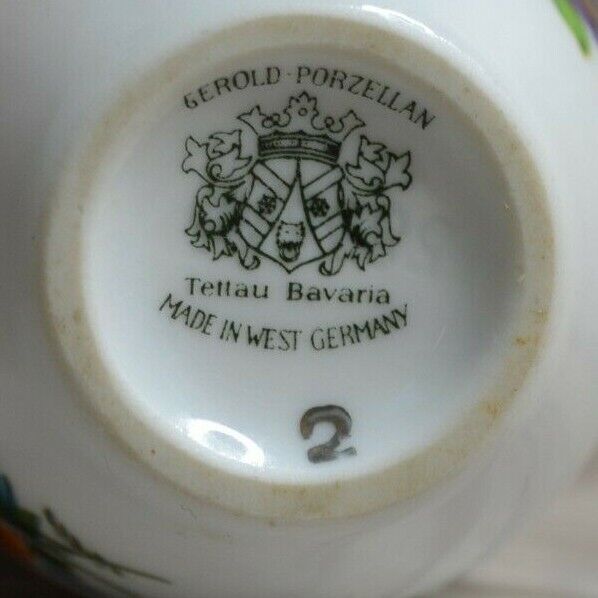 GEROLD-PORZELLAN
Tettau Bavaria
MADE IN WEST GERMANY
2